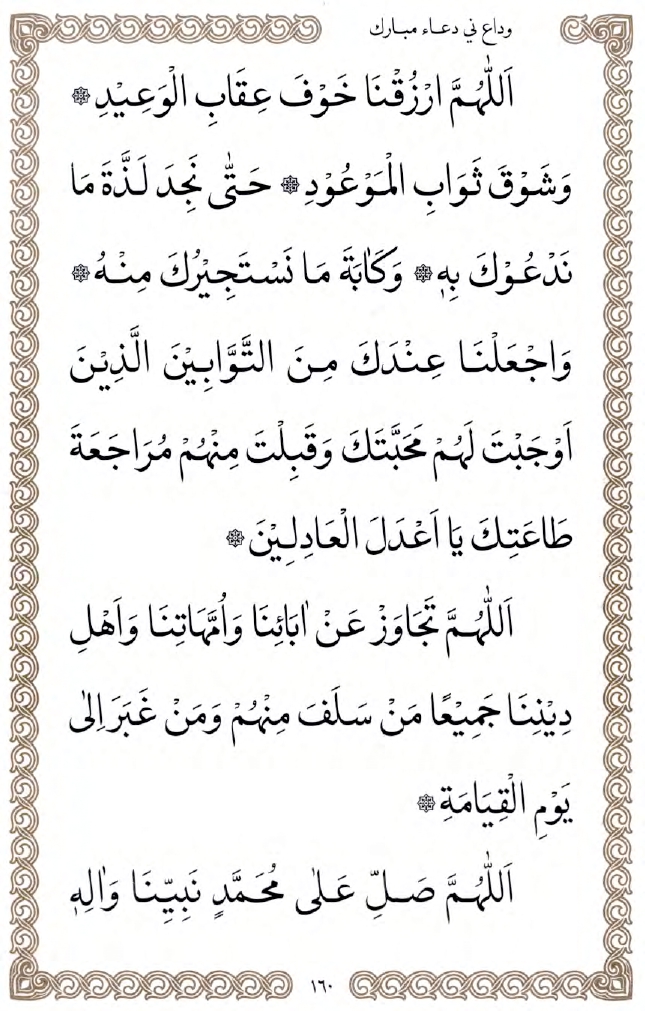 وداع ني دعاء مبارك
اَللّٰهُمَّ ارْزُقْنَا خَوْفَ عِقَابِ الْوَعِيْدِ ۞
وَشَوْقَ ثَوَابِ الْمَوْعُوْدِ ۞ حَتّٰى نَجِدَ لَذَّةَ مَا
نَدْعُوْكَ بِهٖ ۞ وَكَاٰبَةَ مَا نَسْتَجِيْرُكَ مِنْهُ ۞
وَاجْعَلْنَا عِنْدَكَ مِنَ التَّوَّابِيْنَ الَّذِيْنَ
اَوْجَبْتَ لَهُمْ مَحَبَّتَكَ وَقَبِلْتَ مِنْهُمْ مُرَاجَعَةَ
طَاعَتِكَ يَا اَعْدَلَ الْعَادِلِيْنَ ۞
اَللّٰهُمَّ تَجَاوَزْ عَنْ اٰبَائِنَا وَاُمَّهَاتِنَا وَاَهْلِ
دِيْنِنَا جَمِيْعًا مَنْ سَلَفَ مِنْهُمْ وَمَنْ غَبَرَ اِلٰى
يَوْمِ الْقِيَامَةِ ۞
اَللّٰهُمَّ صَلِّ عَلٰى مُحَمَّدٍ نَبِيِّنَا وَاٰلِهٖ
١٦٠